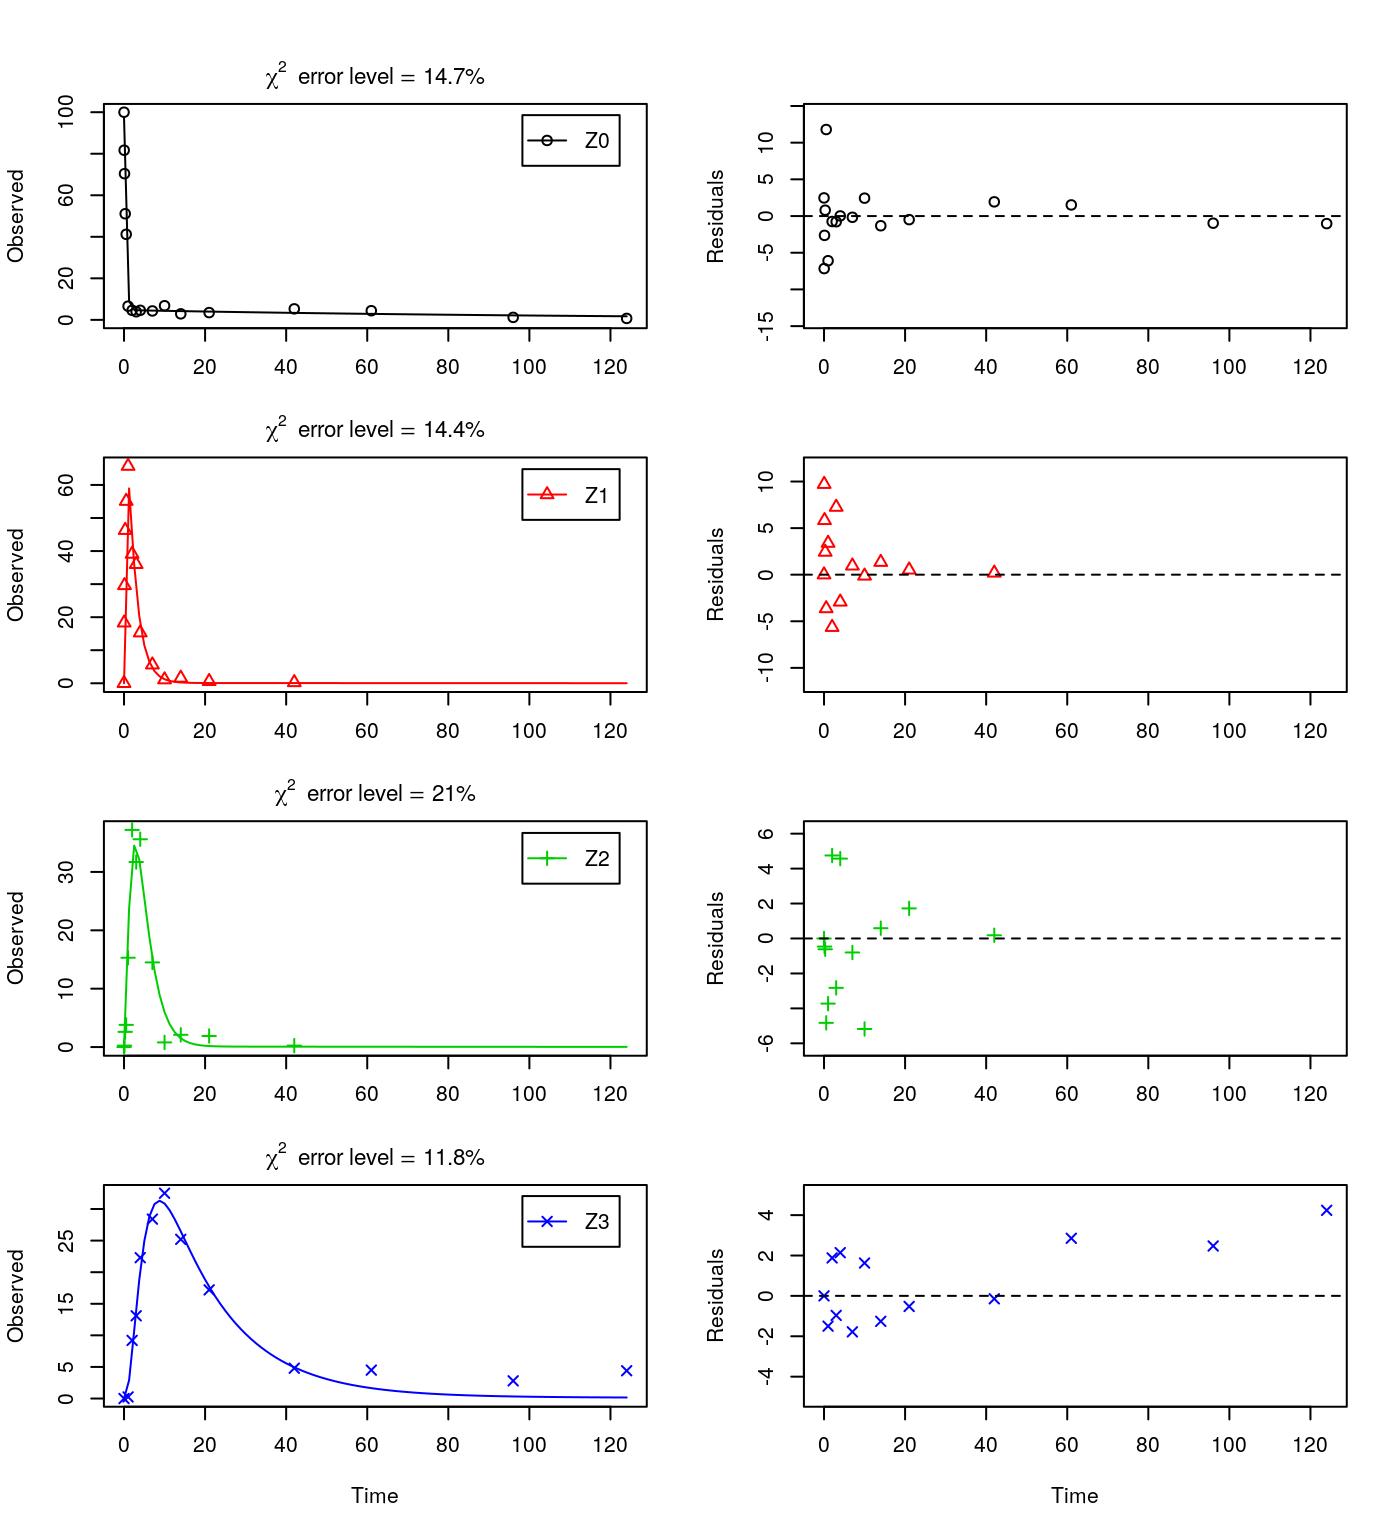 χ2 error level = 14.7%
Observed
100
60
20
0
Z0
0 20 40 60 80 100 120
Residuals
10
5
0
-5
-15
0 20 40 60 80 100 120
χ2 error level = 14.4%
Observed
60
40
20
0
Z1
0 20 40 60 80 100 120
Residuals
10
5
0
-5
-10
0 20 40 60 80 100 120
χ2 error level = 21%
Observed
30
20
10
0
Z2
0 20 40 60 80 100 120
Residuals
6
4
2
0
-2
-6
0 20 40 60 80 100 120
χ2 error level = 11.8%
Observed
25
15
5
0
Z3
0 20 40 60 80 100 120
Time
Residuals
4
2
0
-2
-4
0 20 40 60 80 100 120
Time